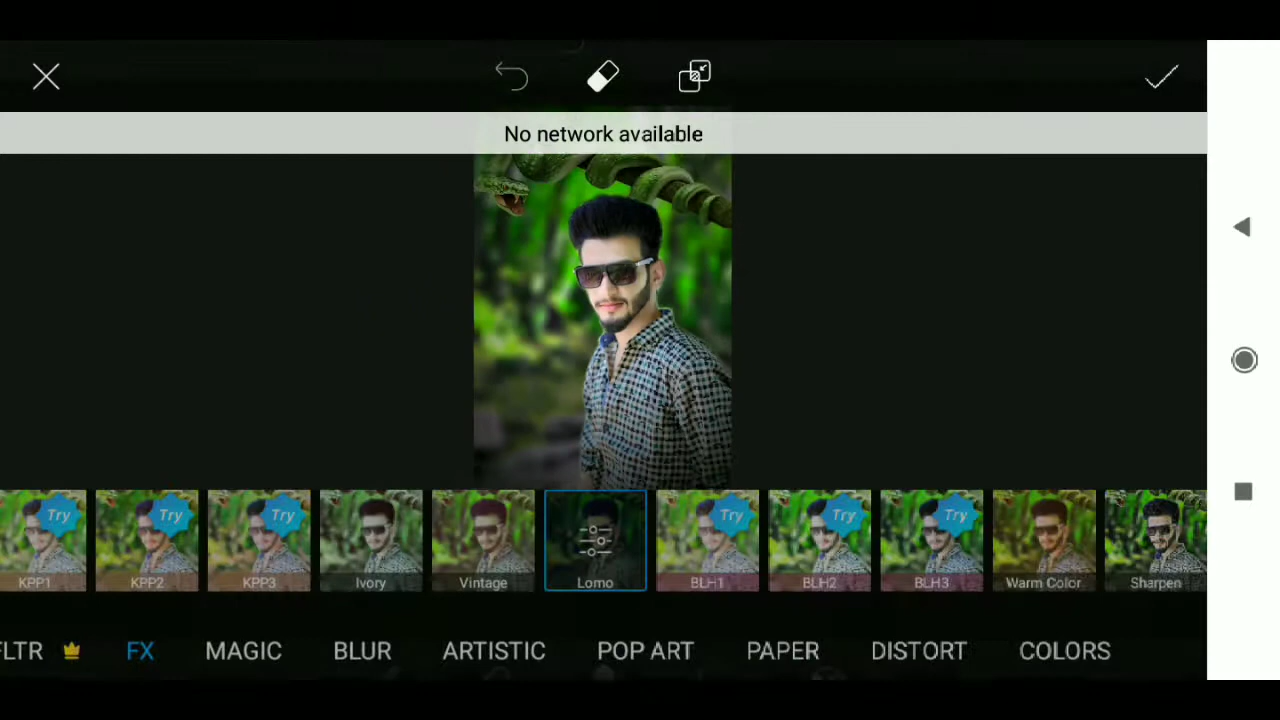 No network available
Try Try Try Try Try Try
KPP1 KPP2 KPP3 Ivory Vintage Lomo BLH1 BLH2 BLH3 Warm Color Sharpen
FLTR FX MAGIC BLUR ARTISTIC POP ART PAPER DISTORT COLORS